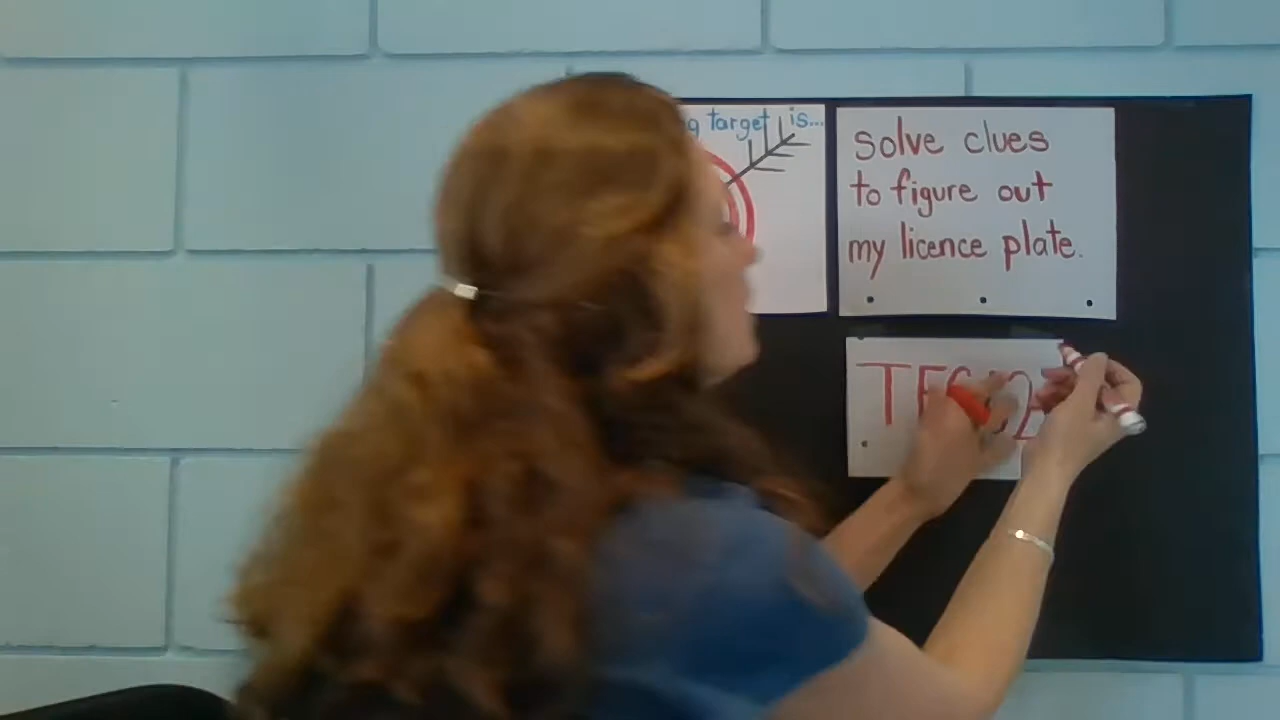 target is...
solve clues
to figure out
my licence plate.